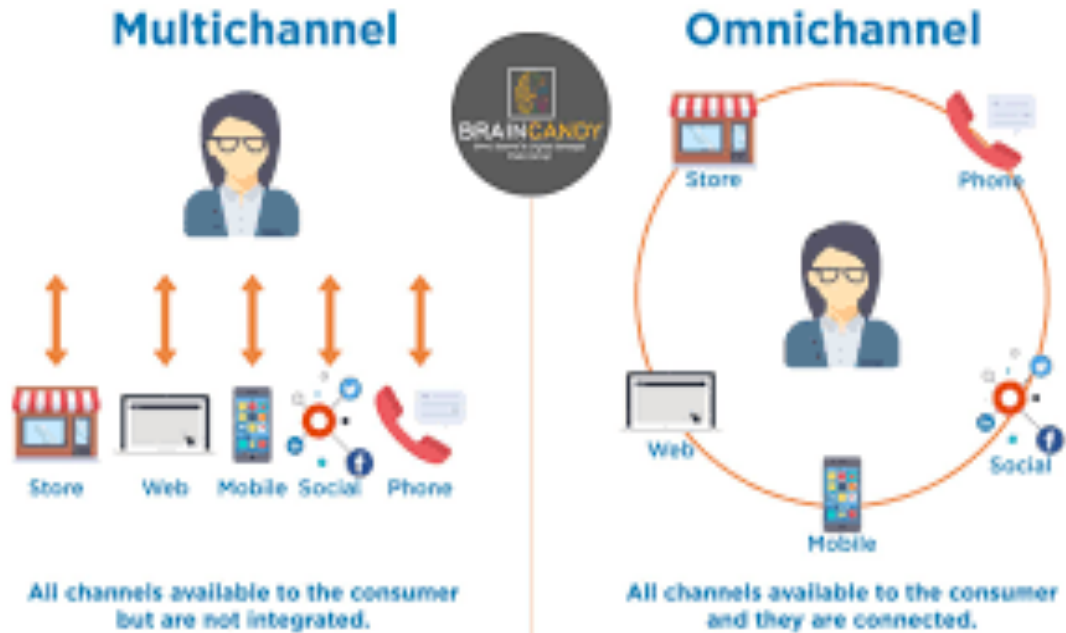 Multichannel
Store
Web
Mobile
Social
Phone
All channels available to the consumer
but are not integrated.
BRAINCANDY
Omnichannel
Store
Phone
Web
Social
Mobile
All channels available to the consumer
and they are connected.